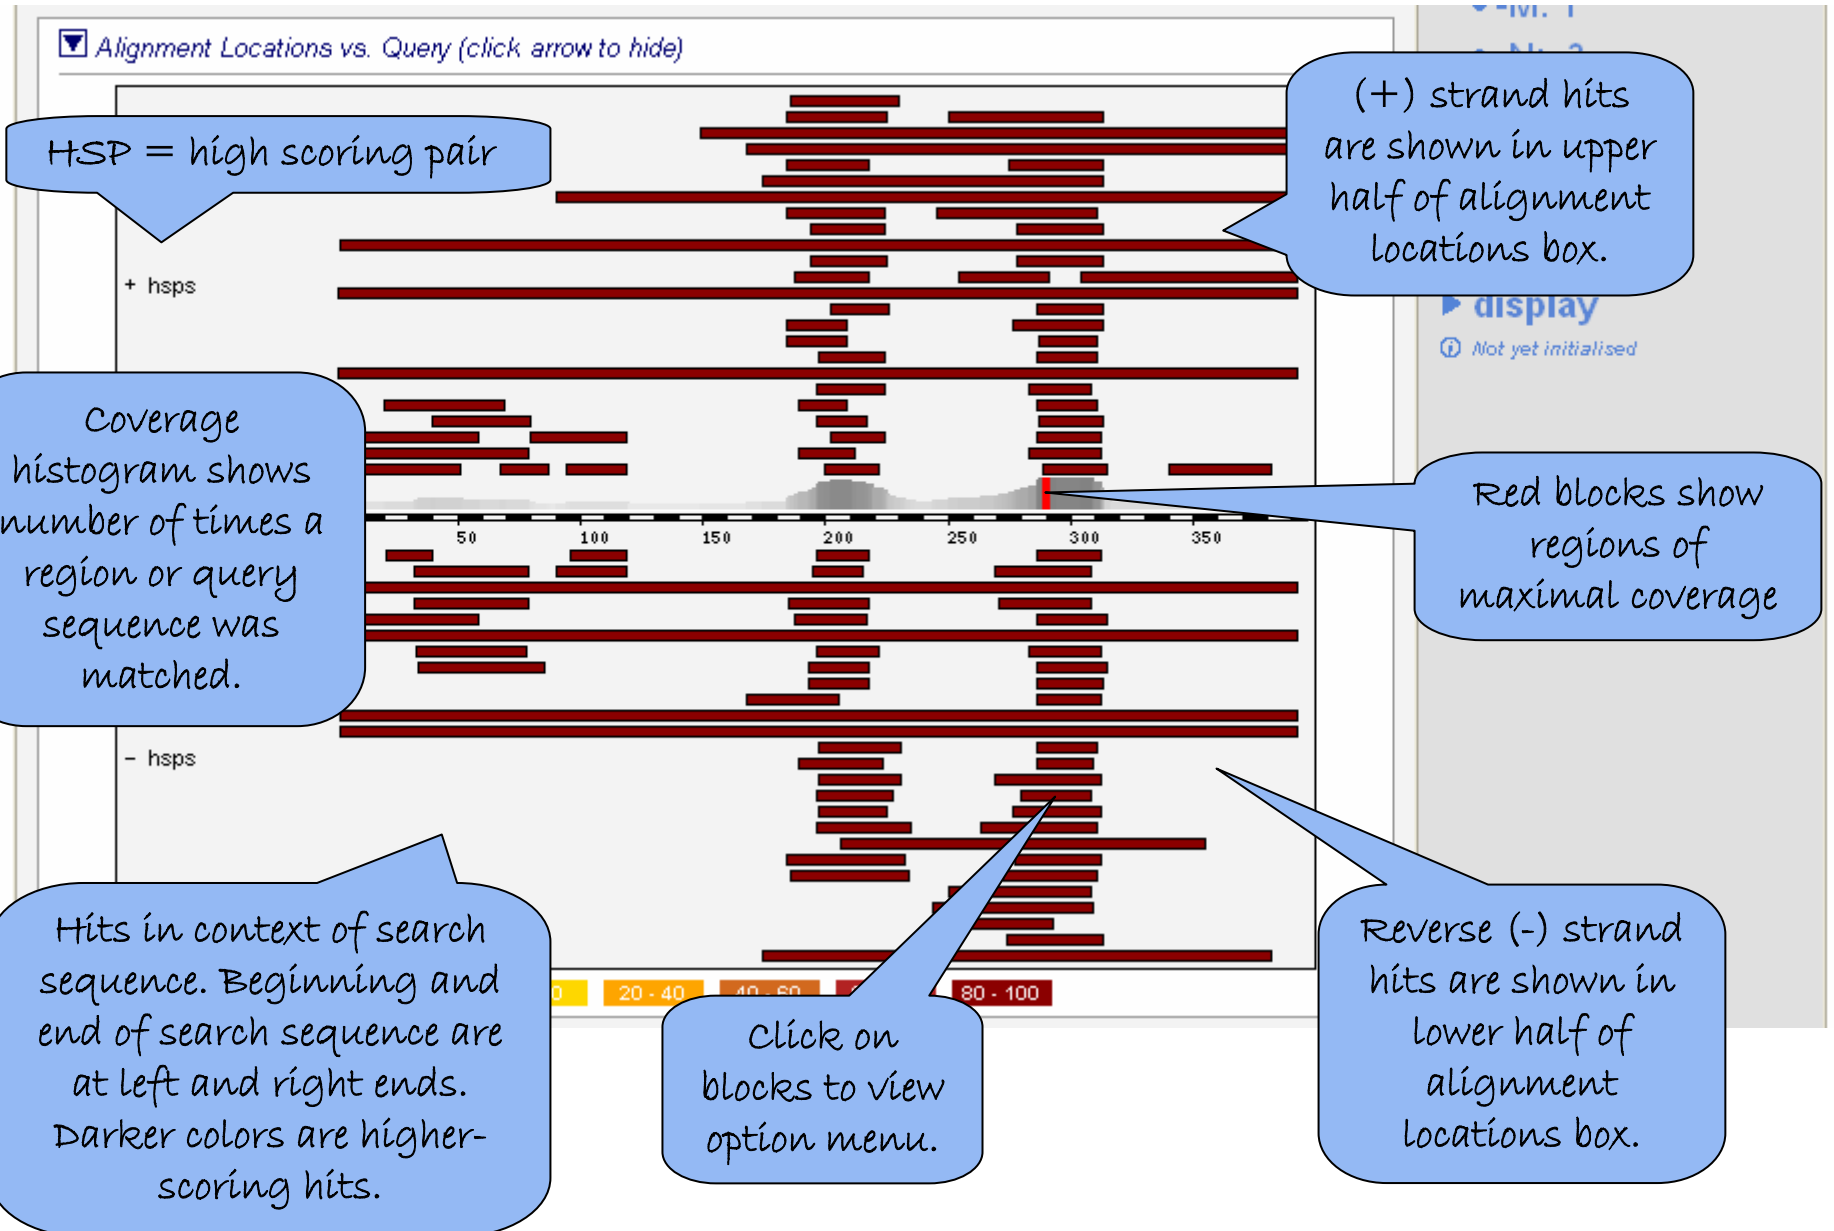 Alignment Locations vs. Query (click arrow to hide)
HSP = high scoring pair
(+) strand hits
are shown in upper
half of alignment
locations box.
+ hsps
display
Not yet initialised
Coverage
histogram shows
number of times a
region or query
sequence was
matched.
Red blocks show
regions of
maximal coverage
50 100 150 200 250 300 350
- hsps
Hits in context of search
sequence. Beginning and
end of search sequence are
at left and right ends.
Darker colors are higher-
scoring hits.
20 - 40 40 - 60 80 - 100
Click on
blocks to view
option menu.
Reverse (-) strand
hits are shown in
lower half of
alignment
locations box.